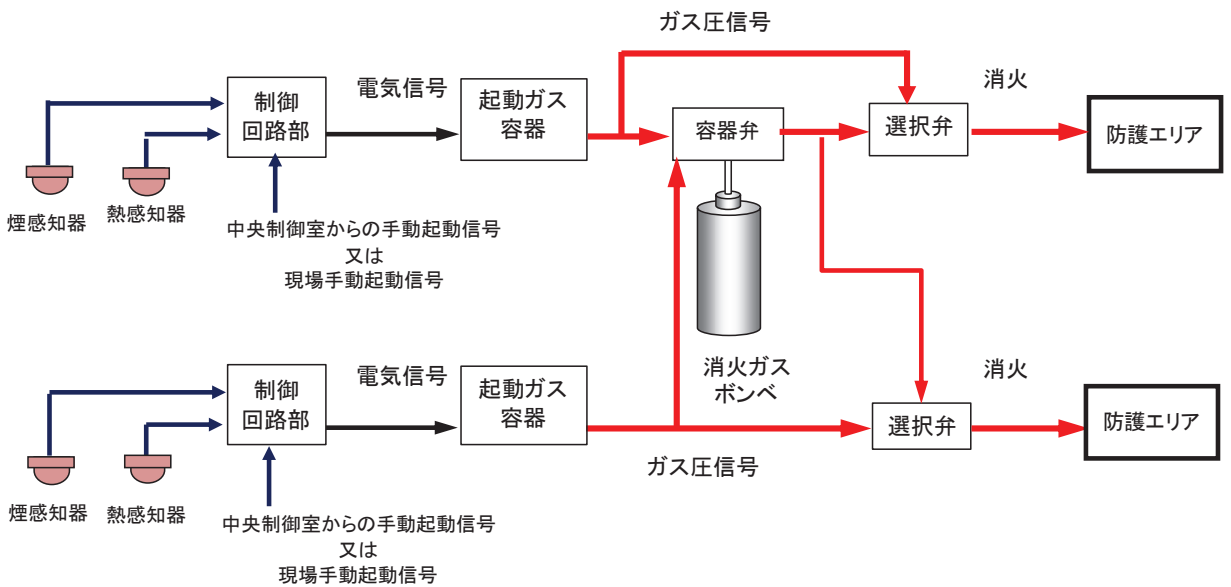 ガス圧信号
電気信号
消火
制御
回路部
起動ガス
容器
容器弁
選択弁
防護エリア
煙感知器
熱感知器
中央制御室からの手動起動信号
又は
現場手動起動信号
消火ガス
ボンベ
電気信号
消火
制御
回路部
起動ガス
容器
選択弁
防護エリア
ガス圧信号
煙感知器
熱感知器
中央制御室からの手動起動信号
又は
現場手動起動信号